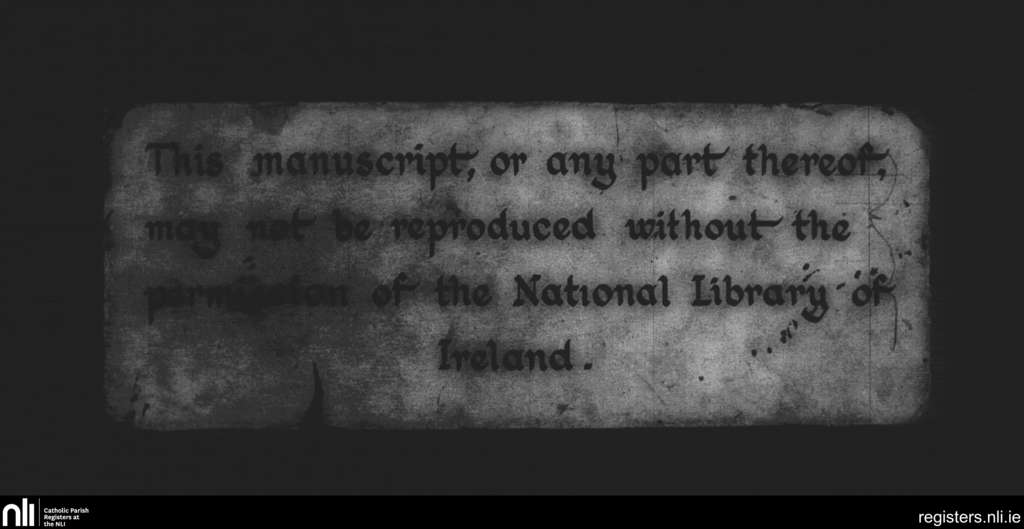 This manuscript, or any part thereof,
may not be reproduced without the
permission of the National Library of
Ireland.
nli
Catholic Parish
Registers at
the NLI
registers.nli.ie